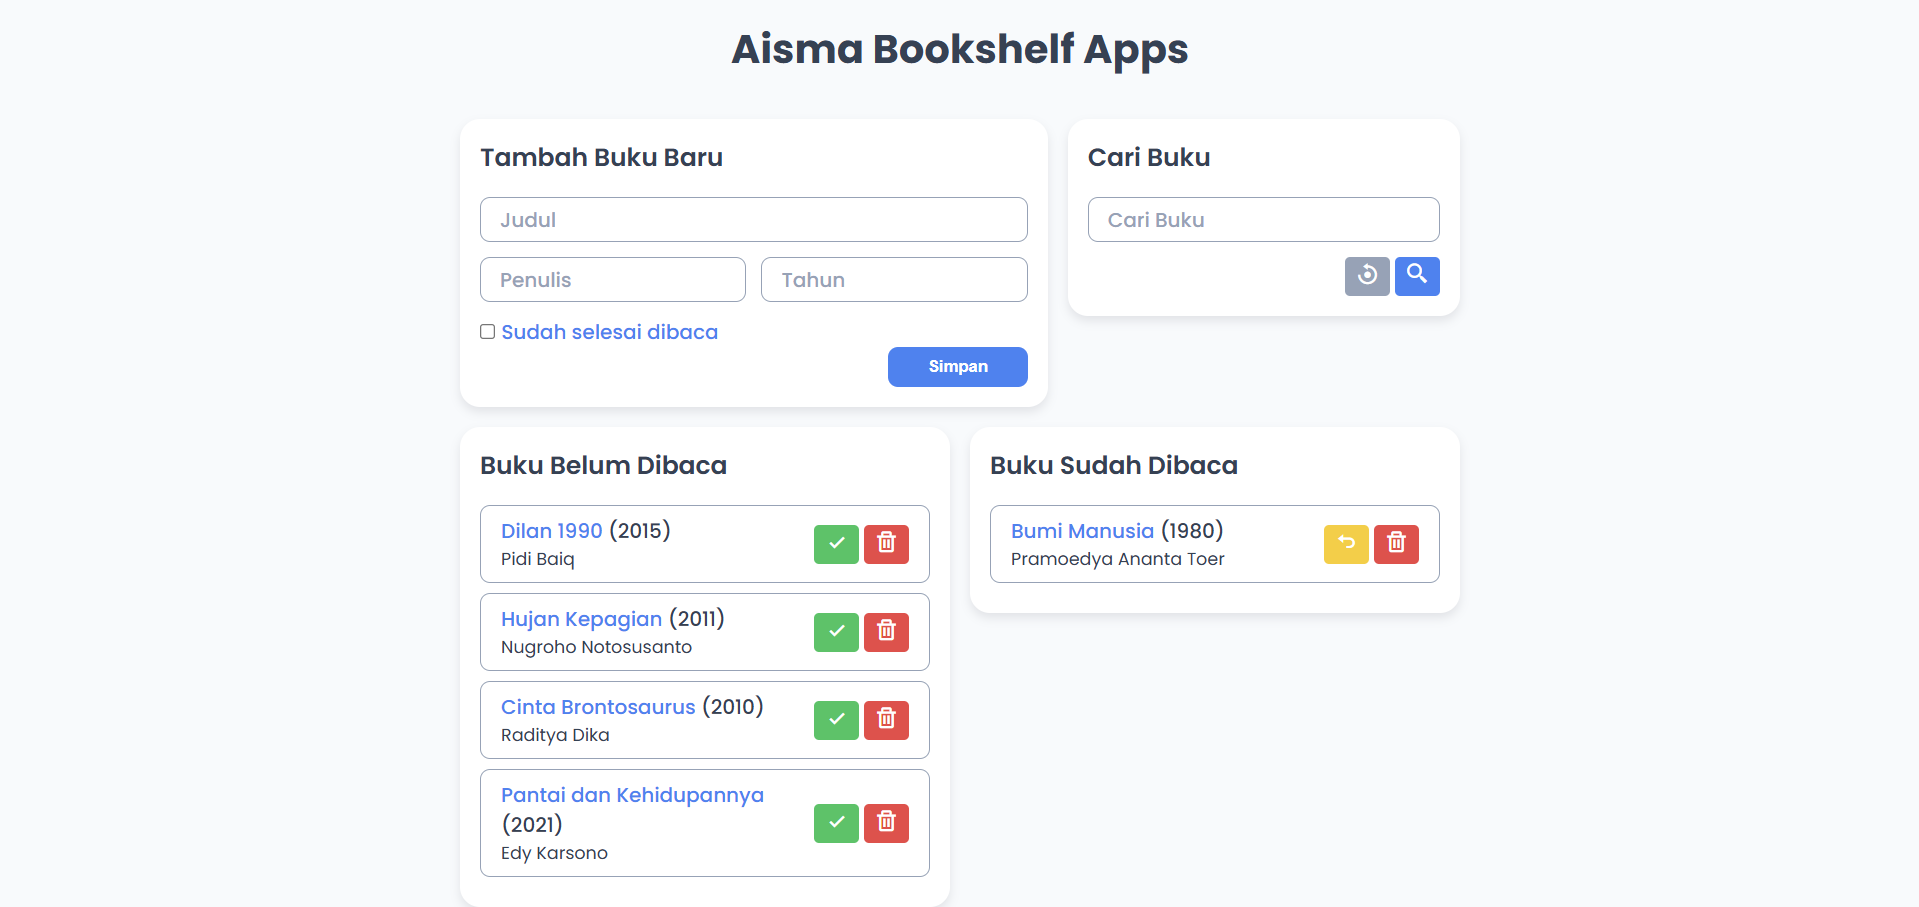 Aisma Bookshelf Apps
Tambah Buku Baru
Judul
Penulis
Tahun
Sudah selesai dibaca
Simpan
Cari Buku
Cari Buku
Buku Belum Dibaca
Dilan 1990 (2015)
Pidi Baiq
Hujan Kepagian (2011)
Nugroho Notosusanto
Cinta Brontosaurus (2010)
Raditya Dika
Pantai dan Kehidupannya
(2021)
Edy Karsono
Buku Sudah Dibaca
Bumi Manusia (1980)
Pramoedya Ananta Toer